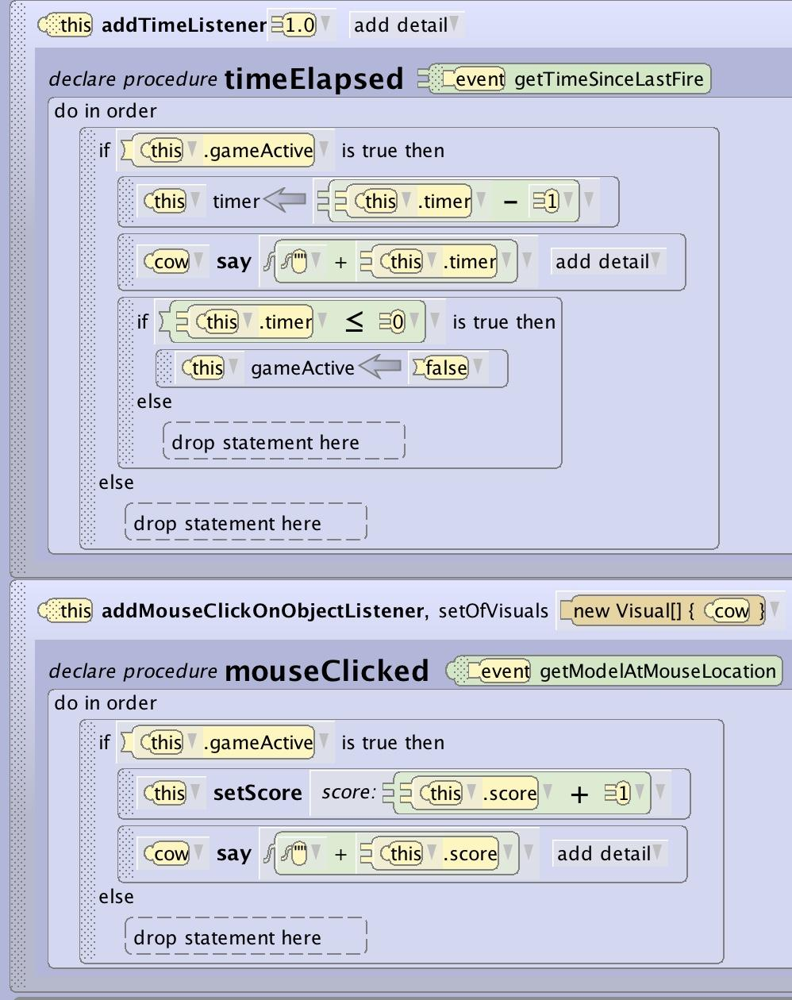 this addTimeListener 1.0 add detail
declare procedure timeElapsed event getTimeSinceLastFire
do in order
if this .gameActive is true then
this timer this .timer - 1
cow say "" + this .timer add detail
if this .timer ≤ 0 is true then
this gameActive false
else
drop statement here
else
drop statement here
this addMouseClickOnObjectListener, setOfVisuals new Visual[] { cow }
declare procedure mouseClicked event getModelAtMouseLocation
do in order
if this .gameActive is true then
this setScore score: this .score + 1
cow say "" + this .score add detail
else
drop statement here